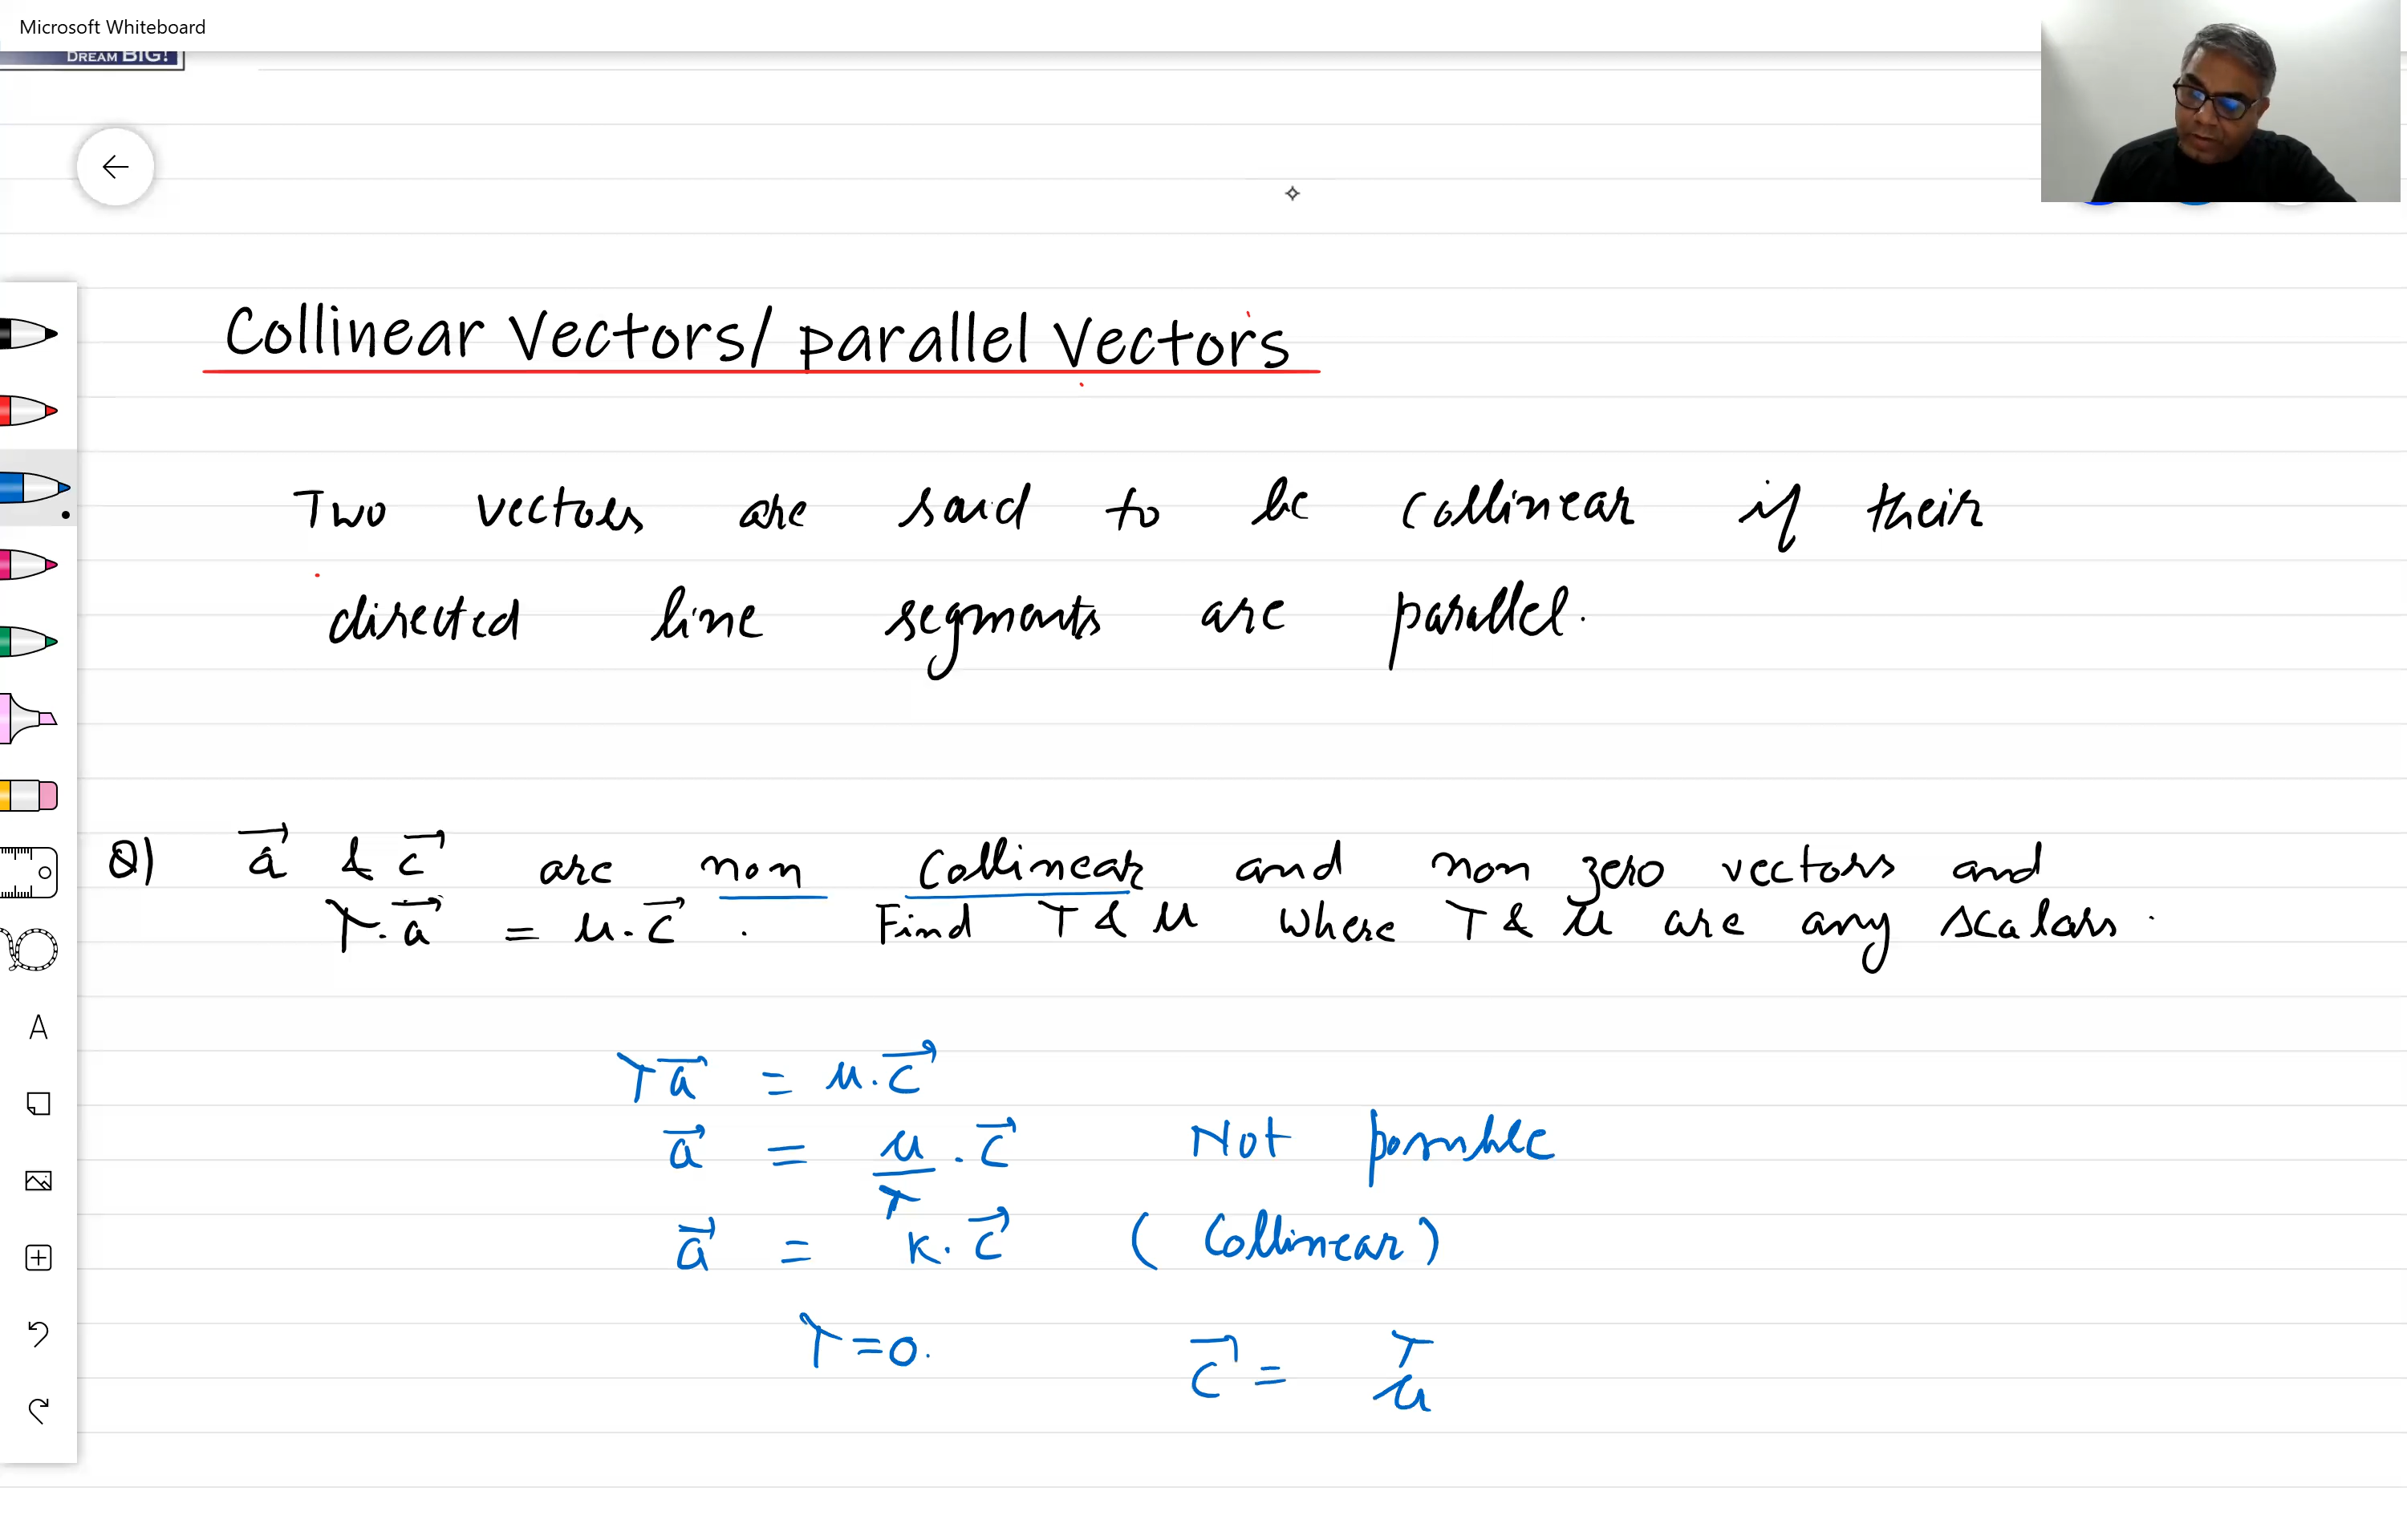 Microsoft Whiteboard
DREAM BIG!
Collinear Vectors/ parallel Vectors
Two vectors are said to be collinear if their
directed line segments are parallel.
Q) a⃗ & c⃗ are non collinear and non zero vectors and
λ.a⃗ = μ.c⃗ . Find λ & μ where λ & μ are any scalars.
λa⃗ = μ.c⃗
a⃗ = μ/λ . c⃗ Not possible
a⃗ = K. c⃗ (Collinear)
λ=0. c⃗ = λ/μ
A